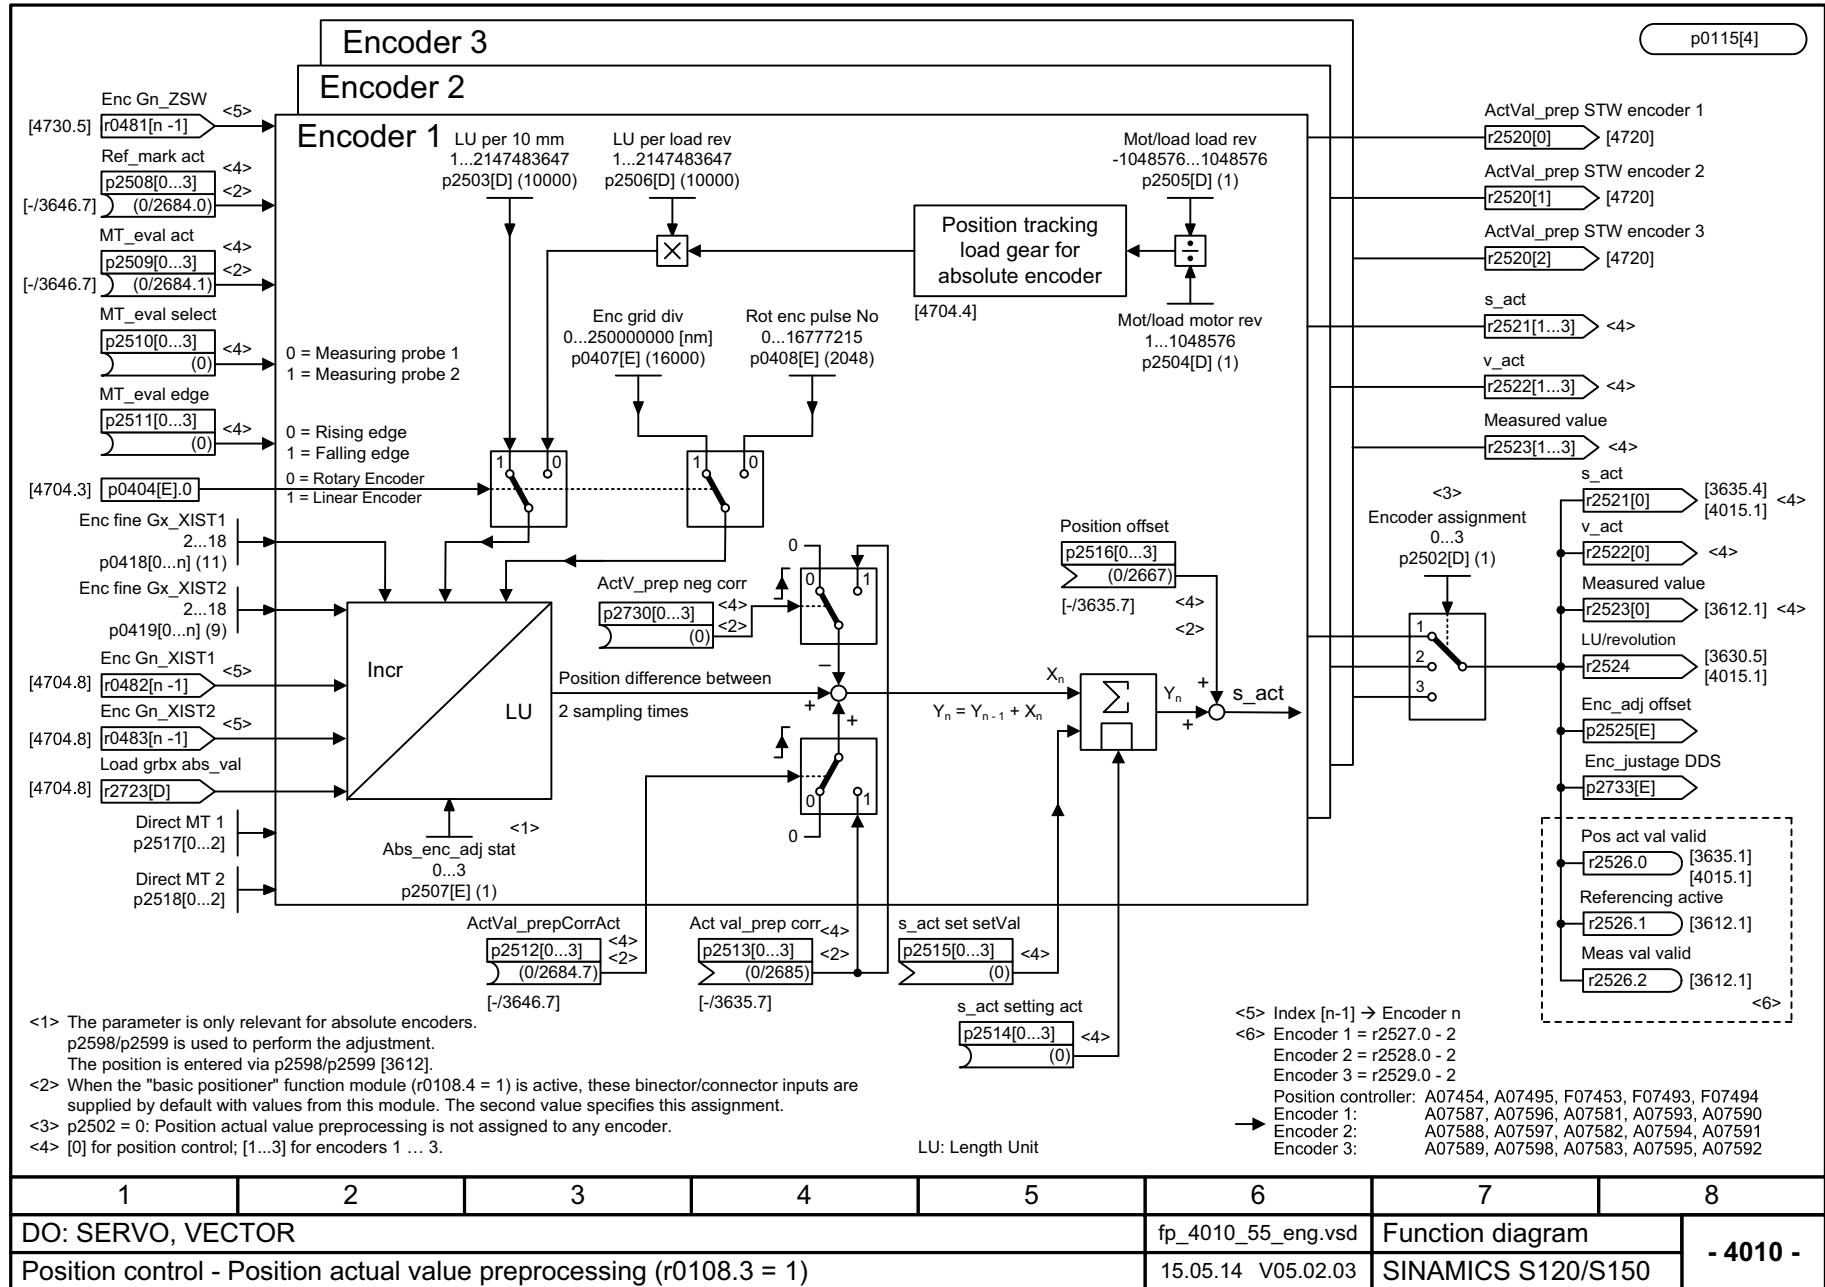 Encoder 3
p0115[4]
Encoder 2
Encoder 1
Enc Gn_ZSW
<5>
[4730.5]
r0481[n -1]
Ref_mark act
<4>
p2508[0...3]
<2>
[-/3646.7]
(0/2684.0)
MT_eval act
<4>
p2509[0...3]
<2>
[-/3646.7]
(0/2684.1)
MT_eval select
p2510[0...3]
<4>
(0)
0 = Measuring probe 1
1 = Measuring probe 2
MT_eval edge
p2511[0...3]
<4>
(0)
0 = Rising edge
1 = Falling edge
[4704.3]
p0404[E].0
0 = Rotary Encoder
1 = Linear Encoder
Enc fine Gx_XIST1
2...18
p0418[0...n] (11)
Enc fine Gx_XIST2
2...18
p0419[0...n] (9)
Enc Gn_XIST1
<5>
[4704.8]
r0482[n -1]
Enc Gn_XIST2
<5>
[4704.8]
r0483[n -1]
Load grbx abs_val
[4704.8]
r2723[D]
Direct MT 1
p2517[0...2]
Direct MT 2
p2518[0...2]
LU per 10 mm
1...2147483647
p2503[D] (10000)
LU per load rev
1...2147483647
p2506[D] (10000)
Mot/load load rev
-1048576...1048576
p2505[D] (1)
×
Position tracking
load gear for
absolute encoder
÷
[4704.4]
Mot/load motor rev
1...1048576
p2504[D] (1)
Enc grid div
0...250000000 [nm]
p0407[E] (16000)
Rot enc pulse No
0...16777215
p0408[E] (2048)
1
0
1
0
Incr
LU
<1>
Abs_enc_adj stat
0...3
p2507[E] (1)
ActV_prep neg corr
p2730[0...3]
<4>
<2>
(0)
0
0
1
Position difference between
2 sampling times
–
+
+
0
1
0
Xn
Yn = Yn - 1 + Xn
Σ
Yn
+
+
s_act
Position offset
p2516[0...3]
(0/2667)
[-/3635.7]
<4>
<2>
ActVal_prepCorrAct
p2512[0...3]
<4>
<2>
(0/2684.7)
[-/3646.7]
Act val_prep corr
<4>
p2513[0...3]
<2>
(0/2685)
[-/3635.7]
s_act set setVal
p2515[0...3]
<4>
(0)
s_act setting act
p2514[0...3]
<4>
(0)
ActVal_prep STW encoder 1
r2520[0]
[4720]
ActVal_prep STW encoder 2
r2520[1]
[4720]
ActVal_prep STW encoder 3
r2520[2]
[4720]
s_act
r2521[1...3]
<4>
v_act
r2522[1...3]
<4>
Measured value
r2523[1...3]
<4>
<3>
Encoder assignment
0...3
p2502[D] (1)
1
2
3
s_act
r2521[0]
[3635.4]
[4015.1]
<4>
v_act
r2522[0]
<4>
Measured value
r2523[0]
[3612.1]
<4>
LU/revolution
r2524
[3630.5]
[4015.1]
Enc_adj offset
p2525[E]
Enc_justage DDS
p2733[E]
Pos act val valid
r2526.0
[3635.1]
[4015.1]
Referencing active
r2526.1
[3612.1]
Meas val valid
r2526.2
[3612.1]
<6>
<1> The parameter is only relevant for absolute encoders.
p2598/p2599 is used to perform the adjustment.
The position is entered via p2598/p2599 [3612].
<2> When the "basic positioner" function module (r0108.4 = 1) is active, these binector/connector inputs are
supplied by default with values from this module. The second value specifies this assignment.
<3> p2502 = 0: Position actual value preprocessing is not assigned to any encoder.
<4> [0] for position control; [1...3] for encoders 1 … 3.
LU: Length Unit
<5> Index [n-1] → Encoder n
<6> Encoder 1 = r2527.0 - 2
Encoder 2 = r2528.0 - 2
Encoder 3 = r2529.0 - 2
Position controller: A07454, A07495, F07453, F07493, F07494
Encoder 1: A07587, A07596, A07581, A07593, A07590
Encoder 2: A07588, A07597, A07582, A07594, A07591
Encoder 3: A07589, A07598, A07583, A07595, A07592
1 2 3 4 5 6 7 8
DO: SERVO, VECTOR
fp_4010_55_eng.vsd
Function diagram
- 4010 -
Position control - Position actual value preprocessing (r0108.3 = 1)
15.05.14 V05.02.03
SINAMICS S120/S150